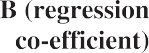 B (regression
co-efficient)